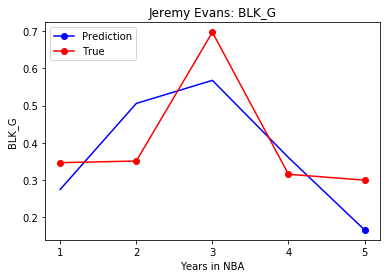 Jeremy Evans: BLK_G
Prediction
True
BLK_G
0.7
0.6
0.5
0.4
0.3
0.2
1 2 3 4 5
Years in NBA